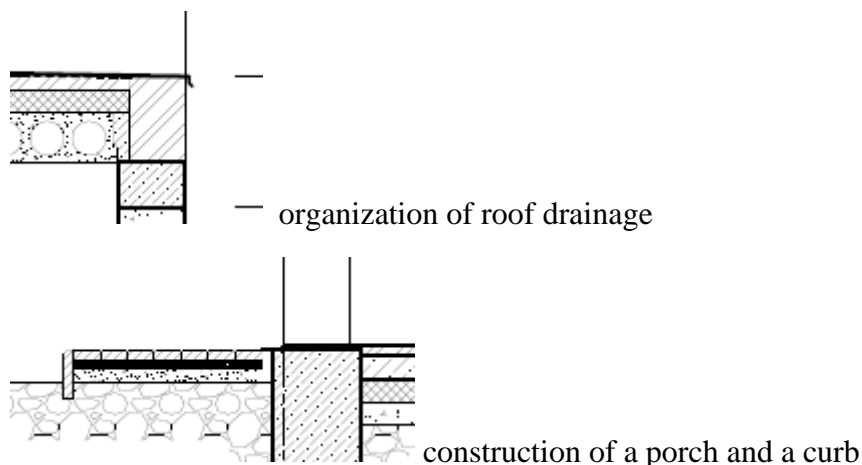 organization of roof drainage
construction of a porch and a curb